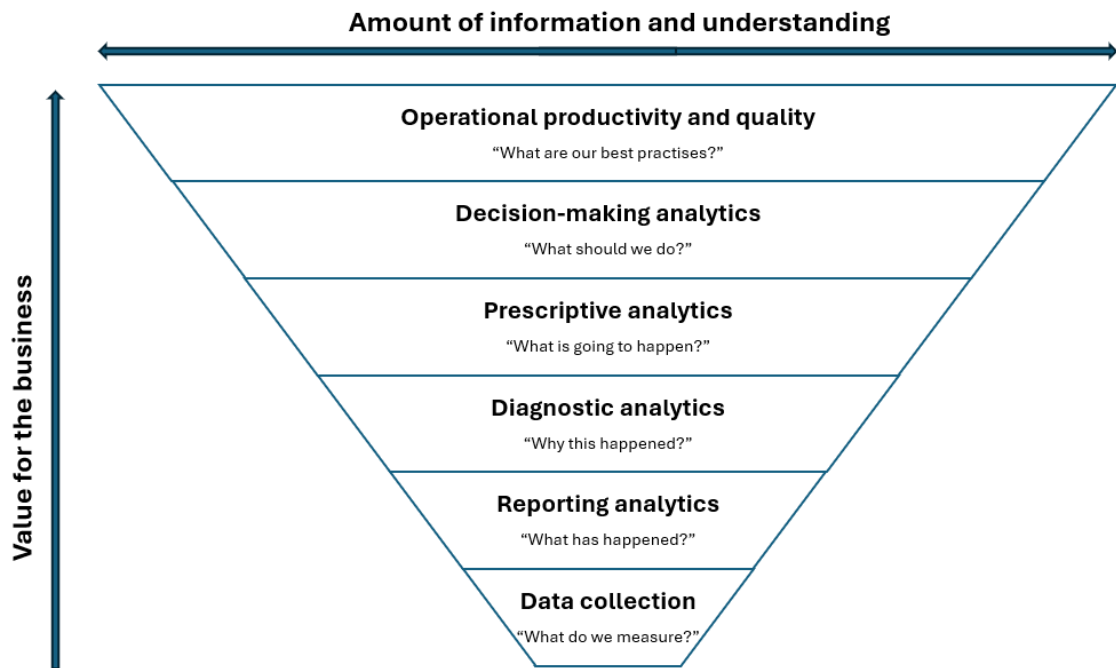 Amount of information and understanding
Value for the business
Operational productivity and quality
“What are our best practises?”
Decision-making analytics
“What should we do?”
Prescriptive analytics
“What is going to happen?”
Diagnostic analytics
“Why this happened?”
Reporting analytics
“What has happened?”
Data collection
“What do we measure?”